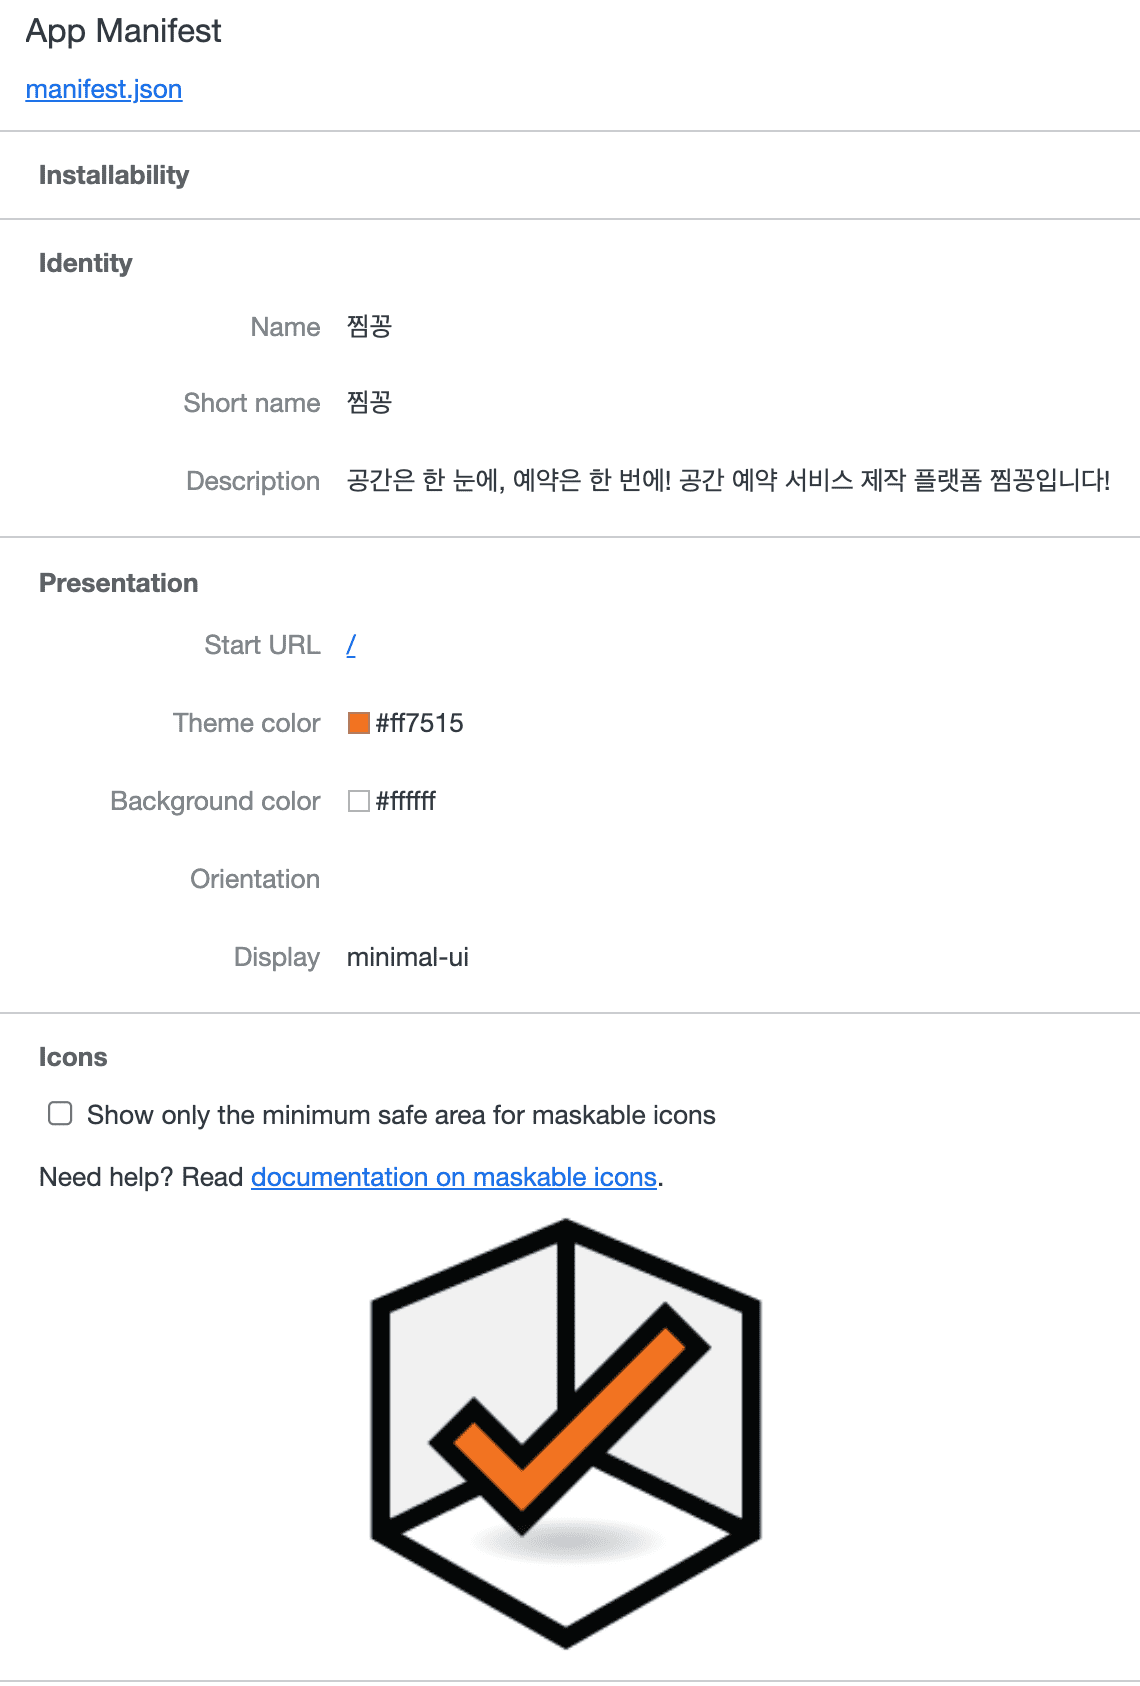 App Manifest
manifest.json
Installability
Identity
Name 찜꽁
Short name 찜꽁
Description 공간은 한 눈에, 예약은 한 번에! 공간 예약 서비스 제작 플랫폼 찜꽁입니다!
Presentation
Start URL /
Theme color #ff7515
Background color #ffffff
Orientation
Display minimal-ui
Icons
Show only the minimum safe area for maskable icons
Need help? Read documentation on maskable icons.